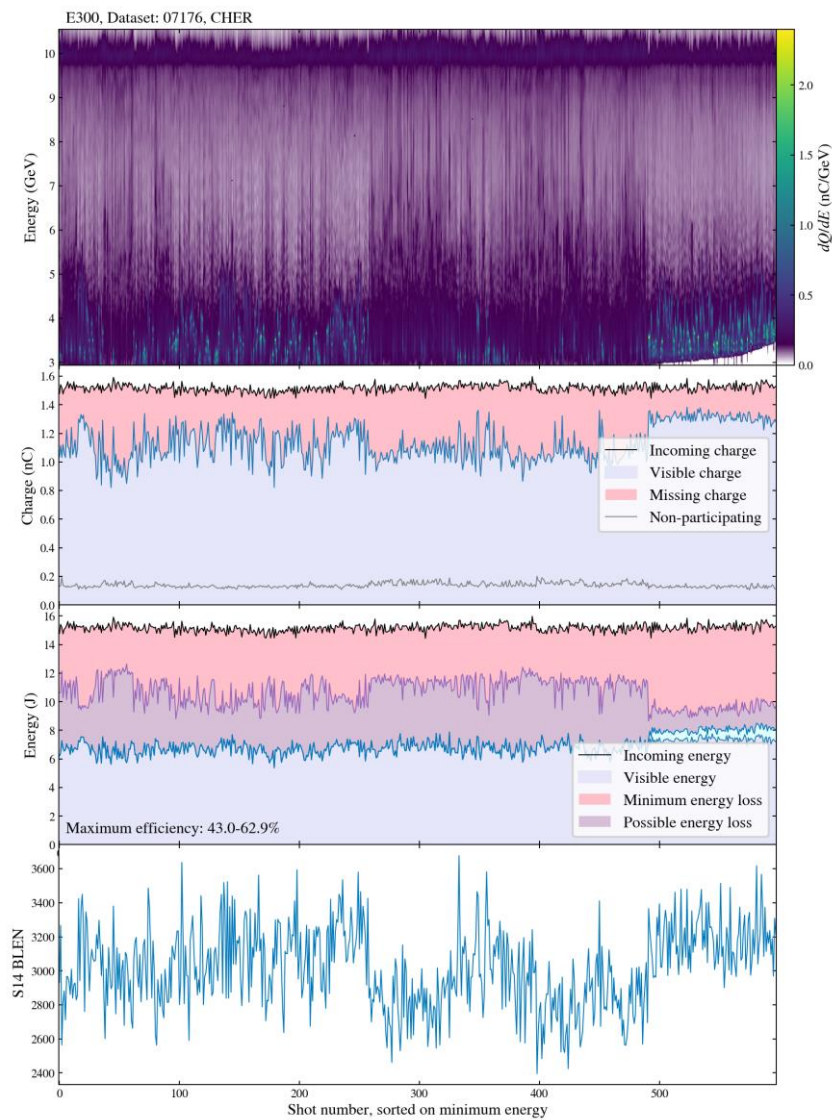 E300, Dataset: 07176, CHER
10
9
8
7
6
5
4
3
Energy (GeV)
2.0
1.5
1.0
0.5
0.0
dQ/dE (nC/GeV)
1.6
1.4
1.2
1.0
0.8
0.6
0.4
0.2
0.0
Charge (nC)
Incoming charge
Visible charge
Missing charge
Non-participating
16
14
12
10
8
6
4
2
0
Energy (J)
Incoming energy
Visible energy
Minimum energy loss
Possible energy loss
Maximum efficiency: 43.0-62.9%
3600
3400
3200
3000
2800
2600
2400
S14 BLEN
0 100 200 300 400 500
Shot number, sorted on minimum energy